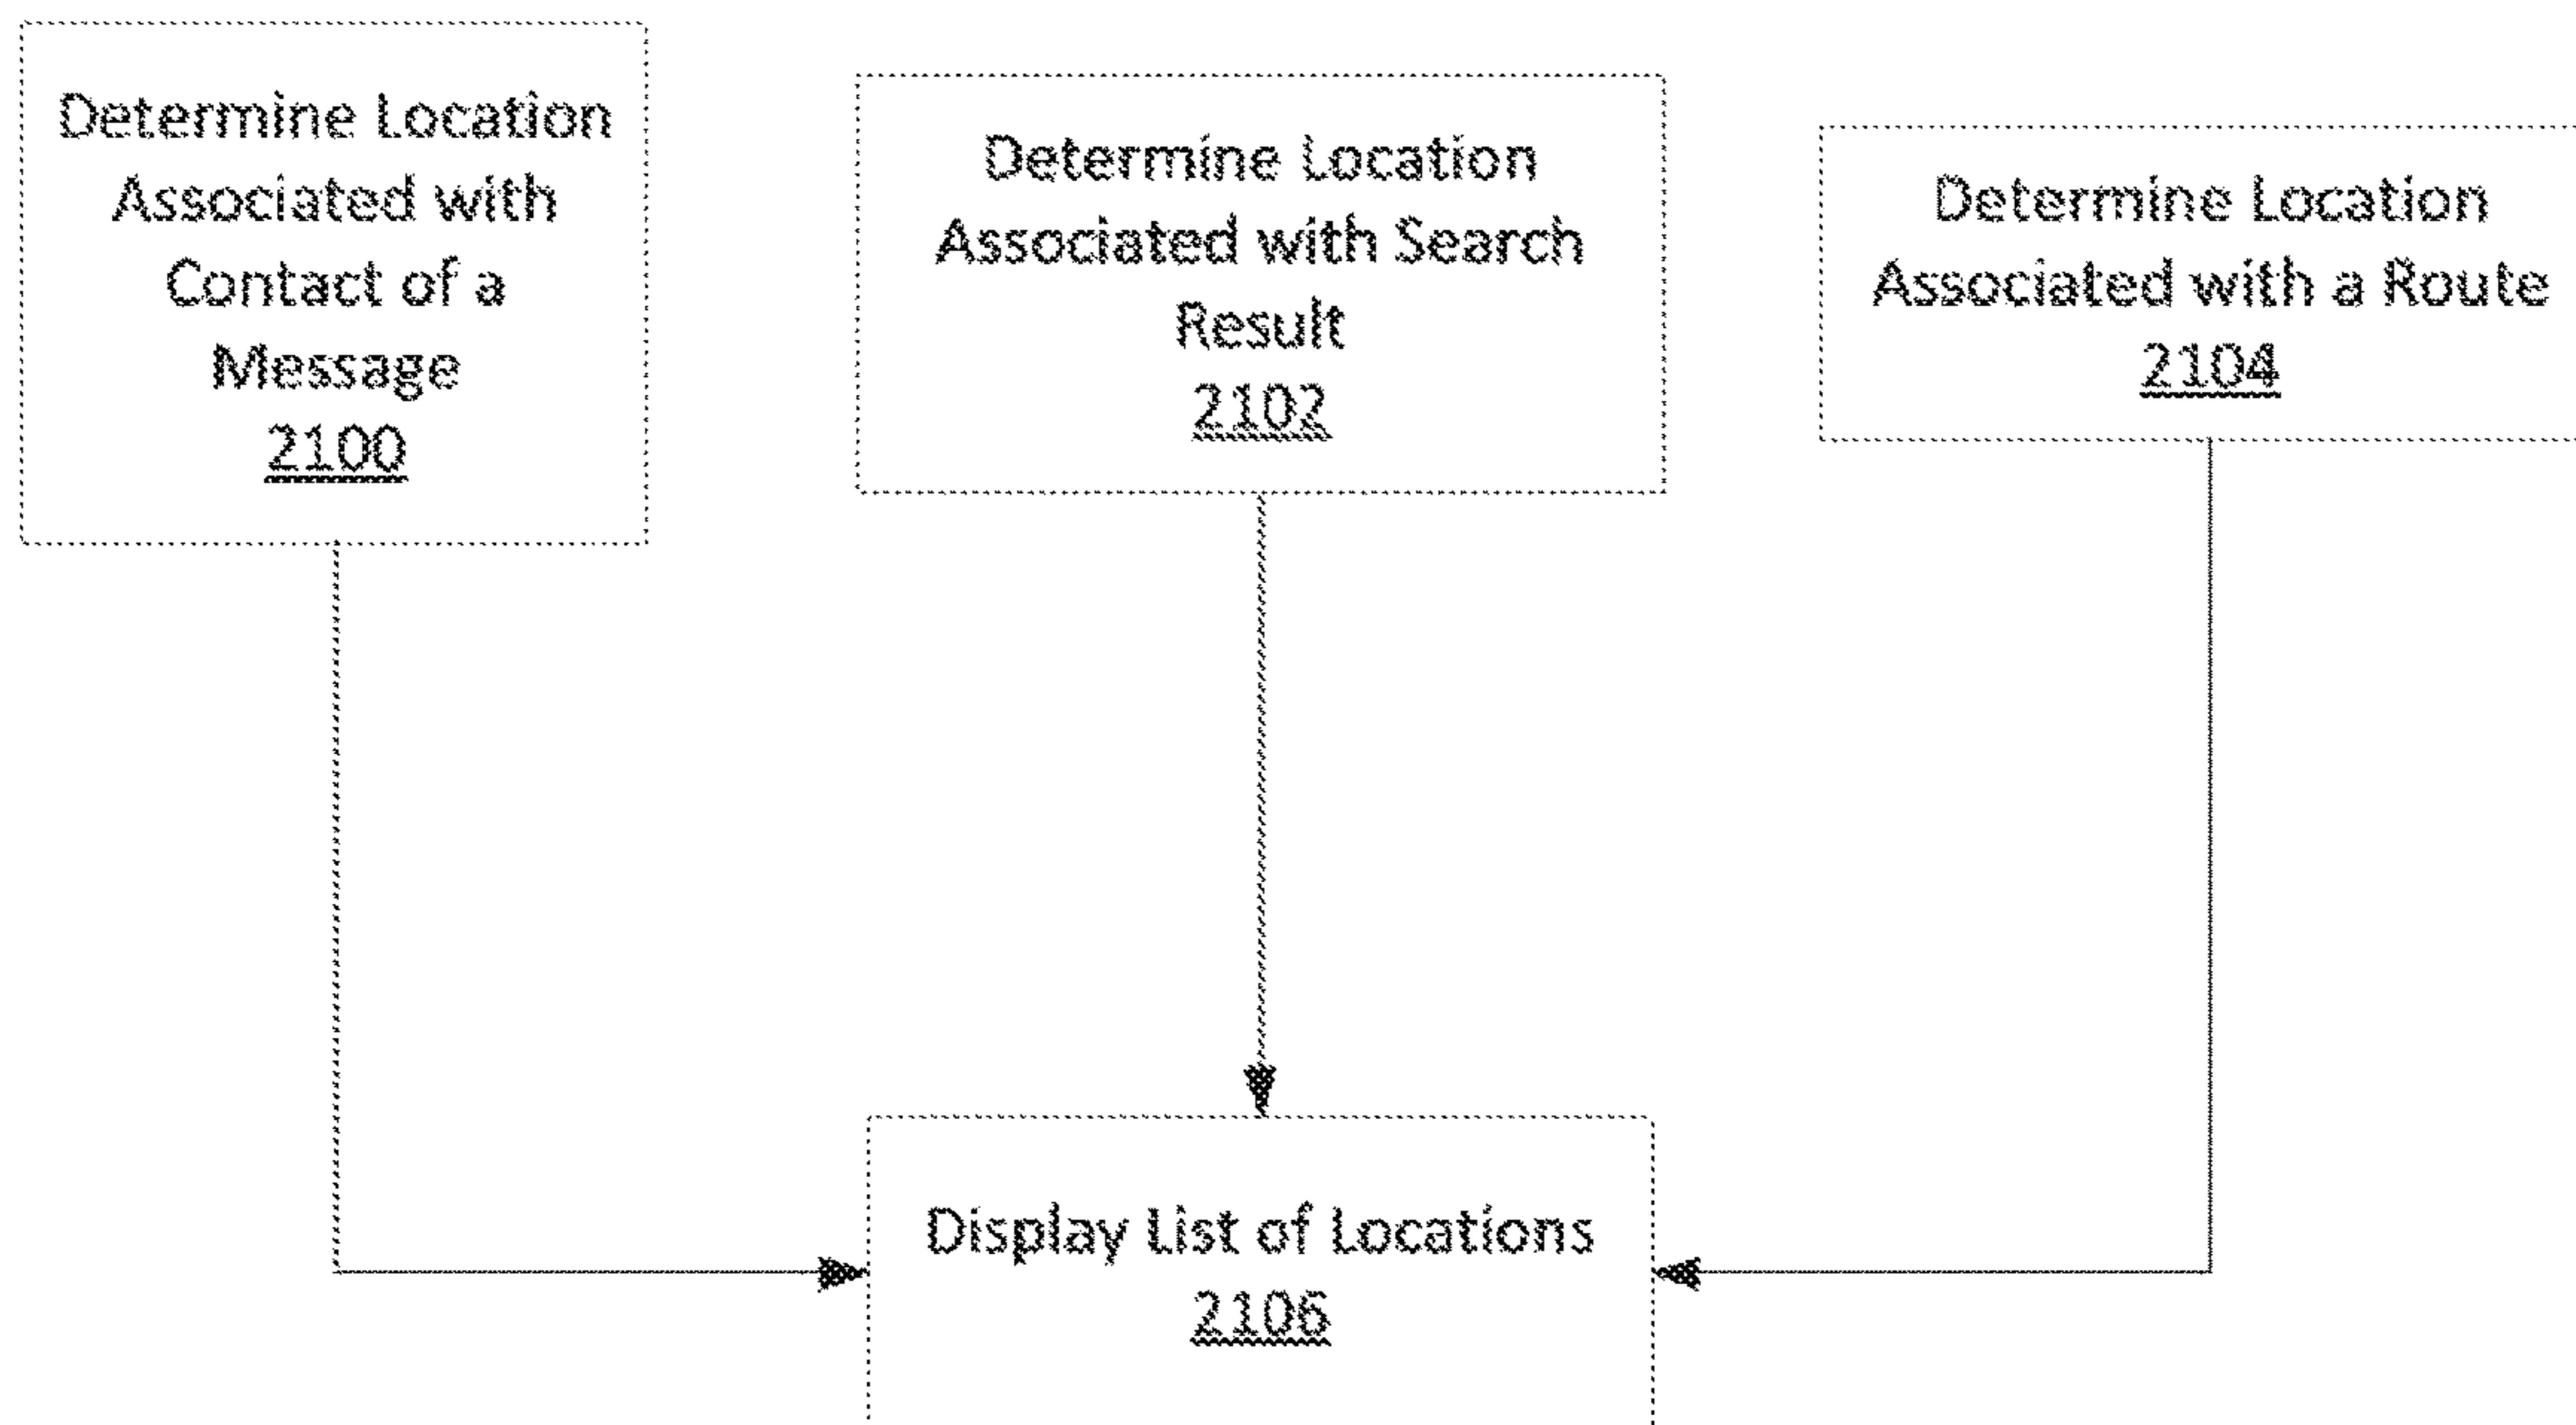 Determine Location
Associated with
Contact of a
Message
2100
Determine Location
Associated with Search
Result
2102
Determine Location
Associated with a Route
2104
Display List of Locations
2106